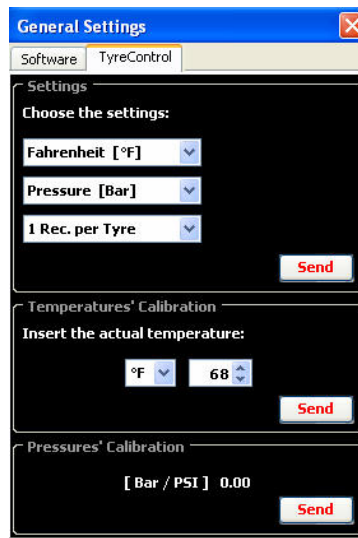 General Settings
Software TyreControl
Settings
Choose the settings:
Fahrenheit [°F]
Pressure [Bar]
1 Rec. per Tyre
Send
Temperatures' Calibration
Insert the actual temperature:
°F 68
Send
Pressures' Calibration
[ Bar / PSI ] 0.00
Send